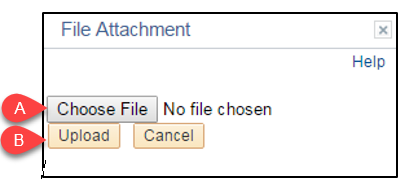 File Attachment
Help
A Choose File No file chosen
B Upload Cancel